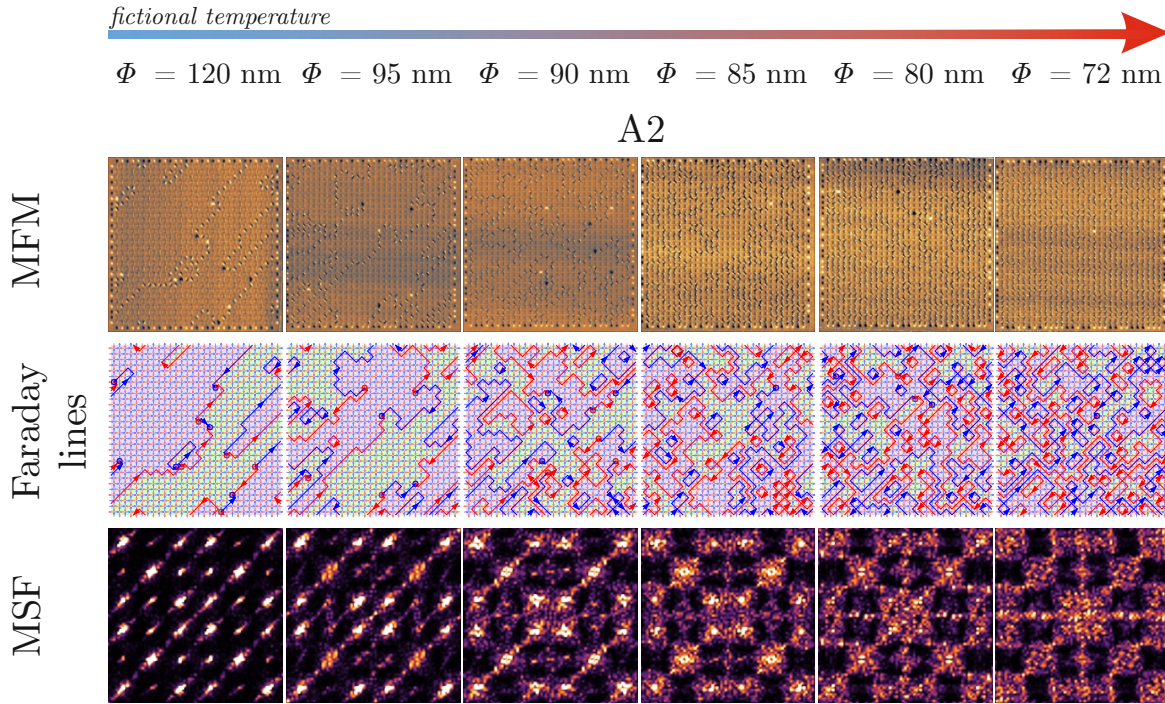 fictional temperature
Φ = 120 nm Φ = 95 nm Φ = 90 nm Φ = 85 nm Φ = 80 nm Φ = 72 nm
A2
MFM
Faraday
lines
MSF